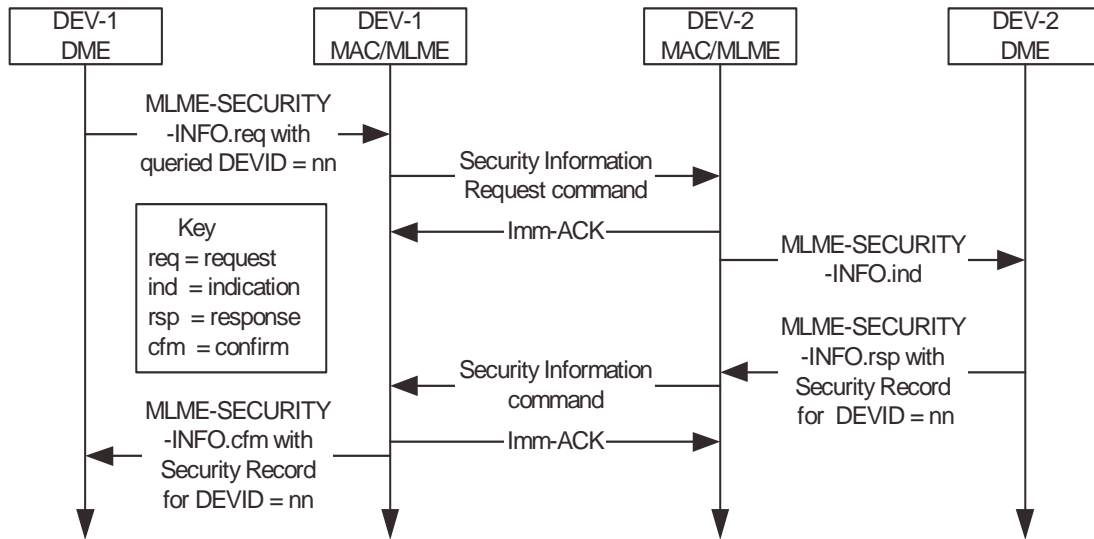 DEV-1
DME
DEV-1
MAC/MLME
DEV-2
MAC/MLME
DEV-2
DME
MLME-SECURITY
-INFO.req with
queried DEVID = nn
Security Information
Request command
Imm-ACK
MLME-SECURITY
-INFO.ind
Key
req = request
ind = indication
rsp = response
cfm = confirm
MLME-SECURITY
-INFO.rsp with
Security Record
for DEVID = nn
Security Information
command
Imm-ACK
MLME-SECURITY
-INFO.cfm with
Security Record
for DEVID = nn